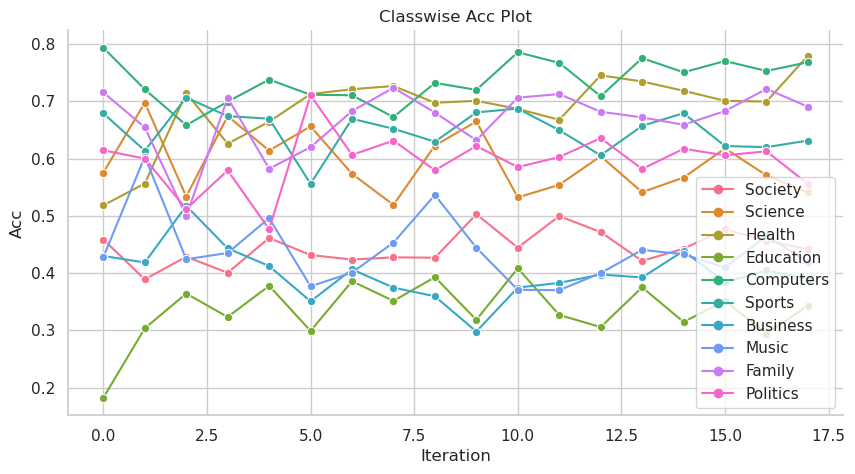 Classwise Acc Plot
Acc
0.8
0.7
0.6
0.5
0.4
0.3
0.2
0.0
2.5
5.0
7.5
10.0
12.5
15.0
17.5
Iteration
Society
Science
Health
Education
Computers
Sports
Business
Music
Family
Politics